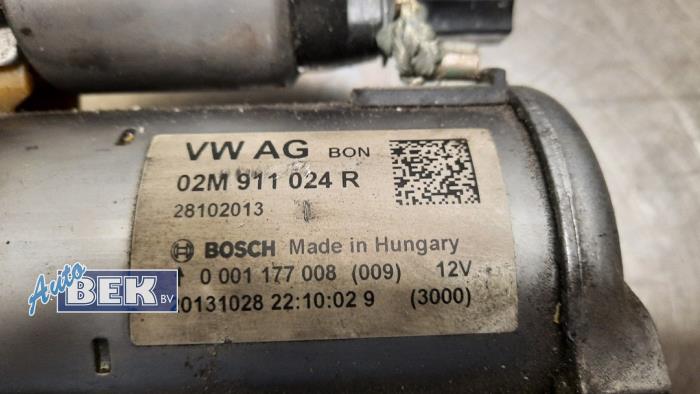 VW AG BON
02M 911 024 R
28102013
BOSCH Made in Hungary
0 001 177 008 (009) 12V
0131028 22:10:02 9 (3000)
Auto
BEK BV